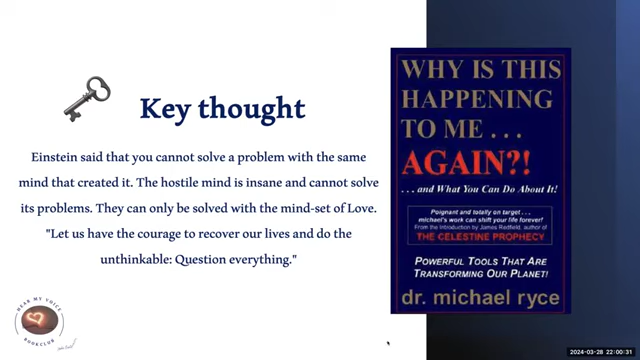 Key thought
Einstein said that you cannot solve a problem with the same
mind that created it. The hostile mind is insane and cannot solve
its problems. They can only be solved with the mind-set of Love.
"Let us have the courage to recover our lives and do the
unthinkable: Question everything."
WHY IS THIS
HAPPENING
TO ME . . .
AGAIN?!
. . . and What You Can Do About It!
Poignant and totally on target . . .
michael's work can shift your life forever!
From the Introduction by James Redfield, author of
THE CELESTINE PROPHECY
POWERFUL TOOLS THAT ARE
TRANSFORMING OUR PLANET!
dr. michael ryce
HEAR MY VOICE
BOOKCLUB
2024-03-28 22:00:31